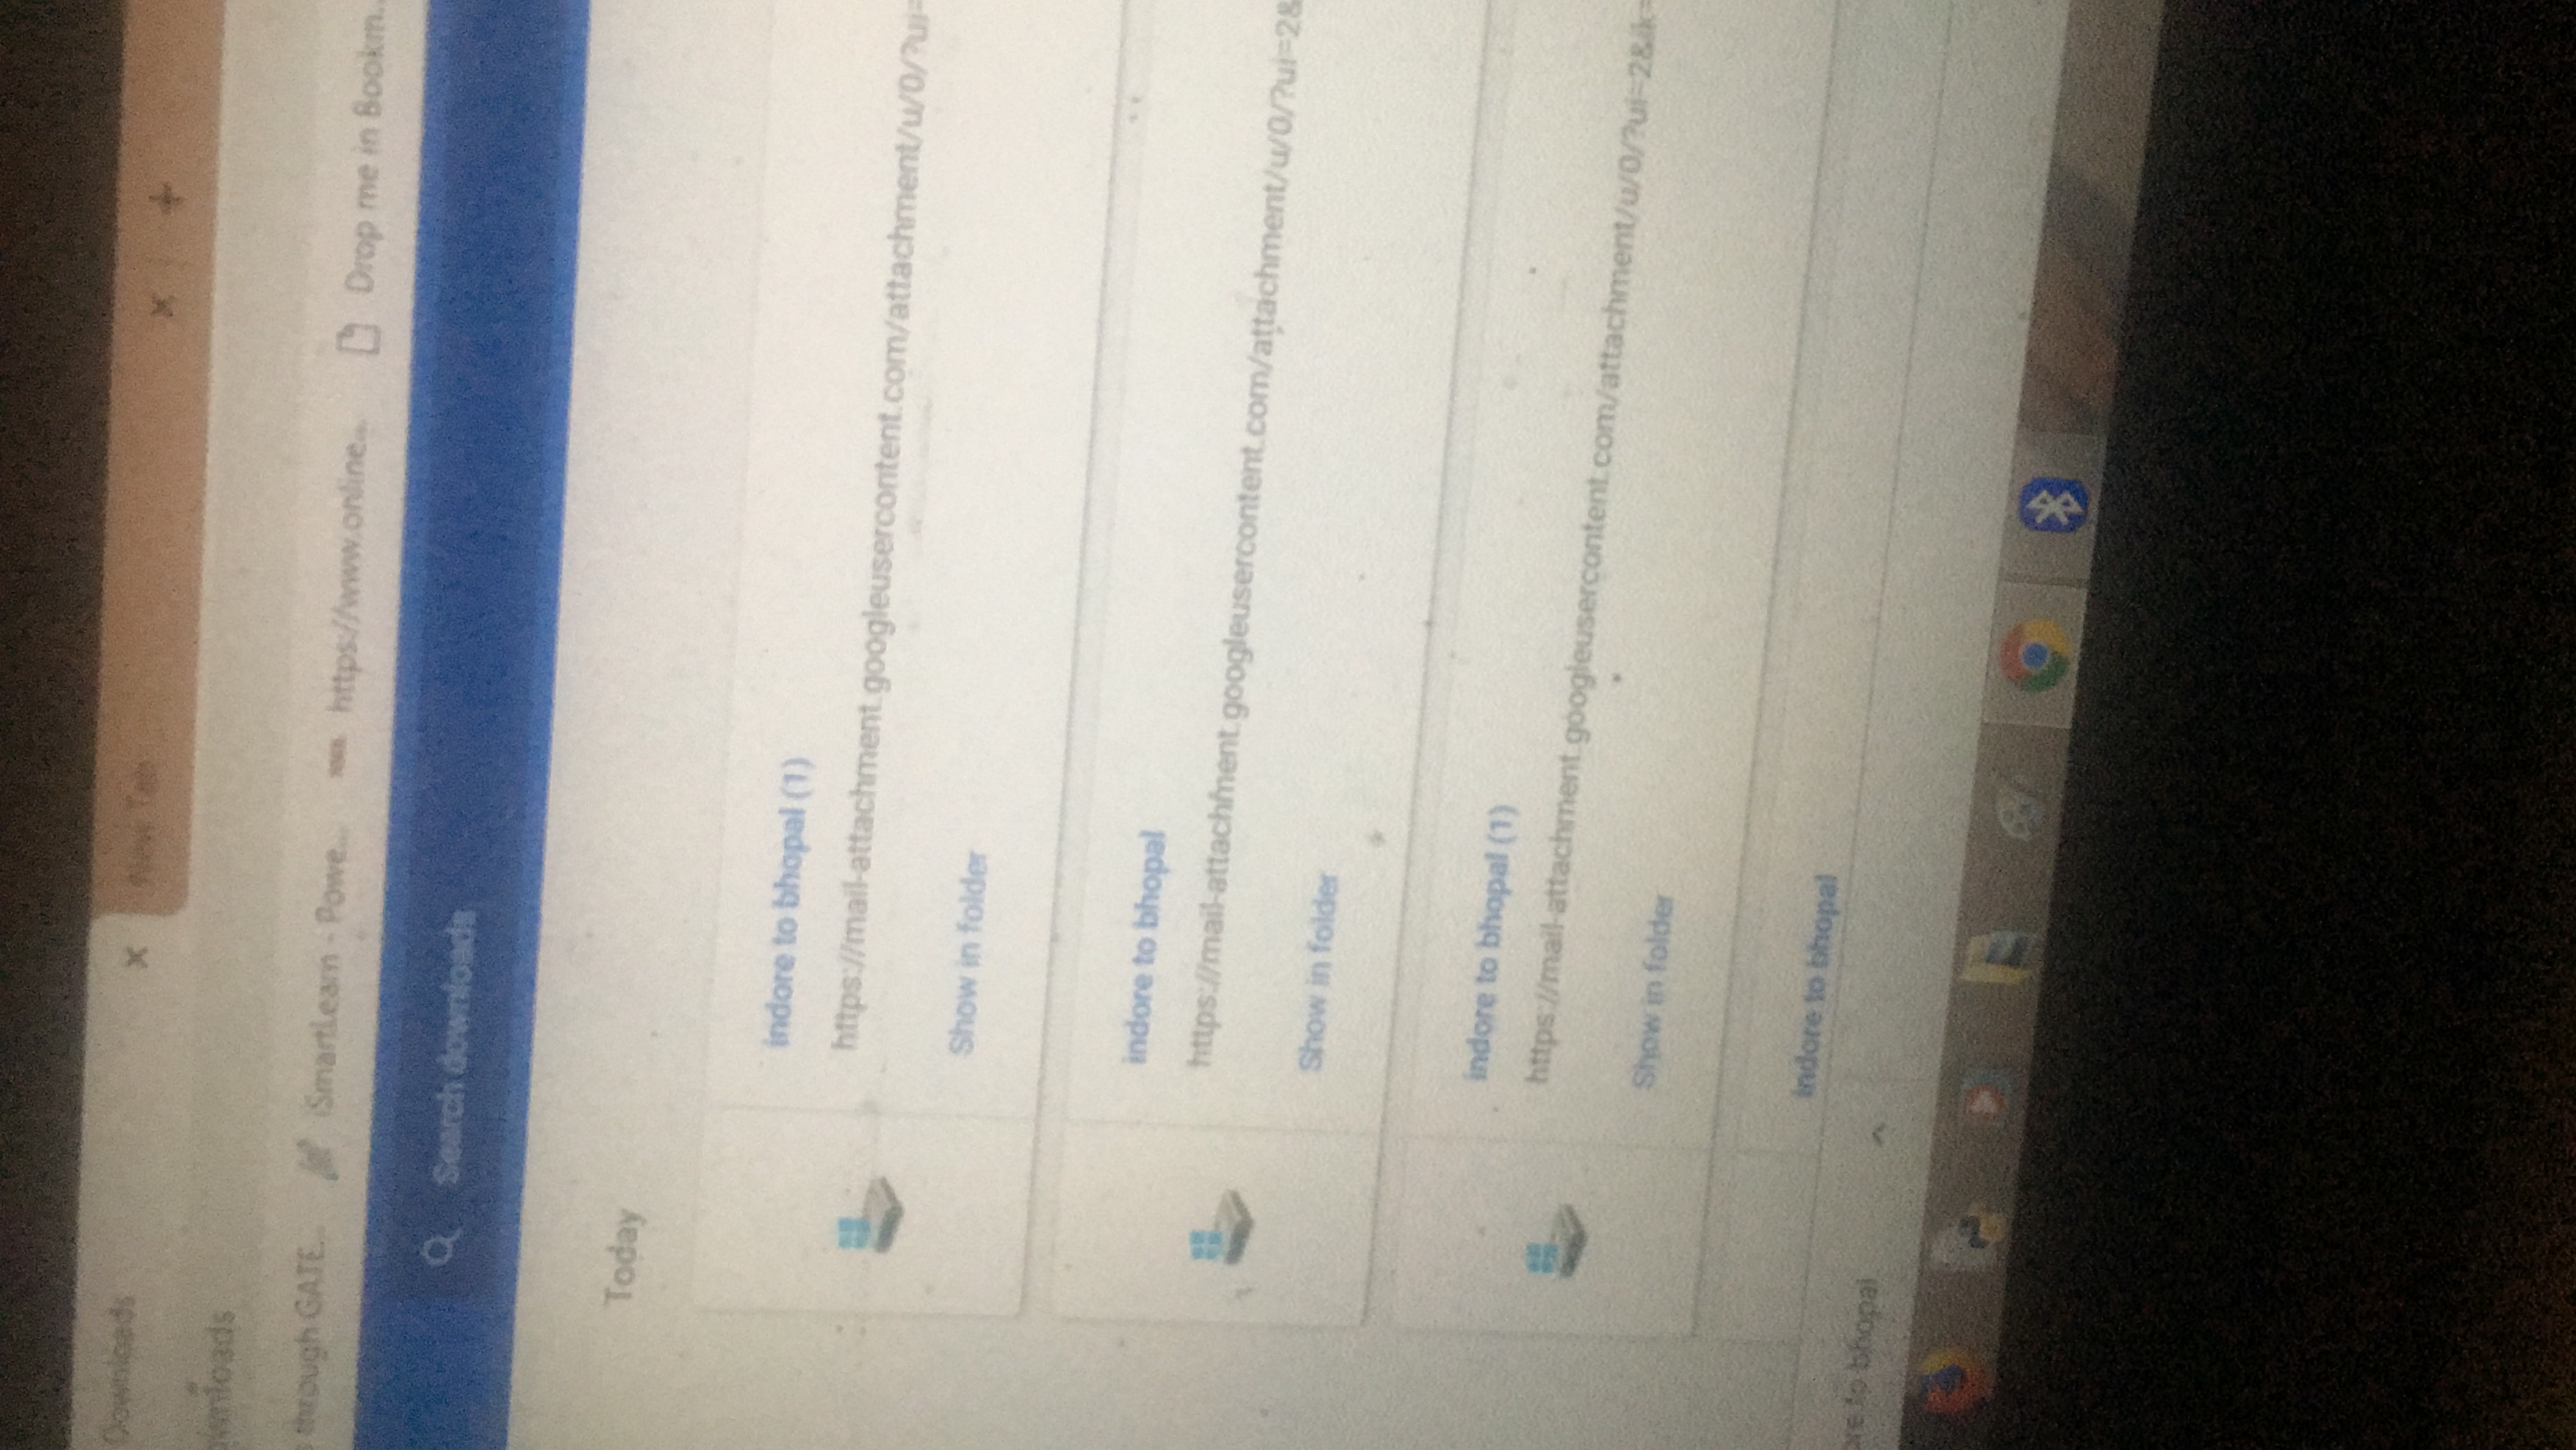 Downloads
New Tab
ownloads
s through GATE...
iSmartLearn - Powe...
https://www.online...
Drop me in Bookm...
Search downloads
Today
indore to bhopal (1)
https://mail-attachment.googleusercontent.com/attachment/u/0/?ui=
Show in folder
indore to bhopal
https://mail-attachment.googleusercontent.com/attachment/u/0/?ui=2&
Show in folder
indore to bhopal (1)
https://mail-attachment.googleusercontent.com/attachment/u/0/?ui=2&ik=
Show in folder
indore to bhopal
ore to bhopal